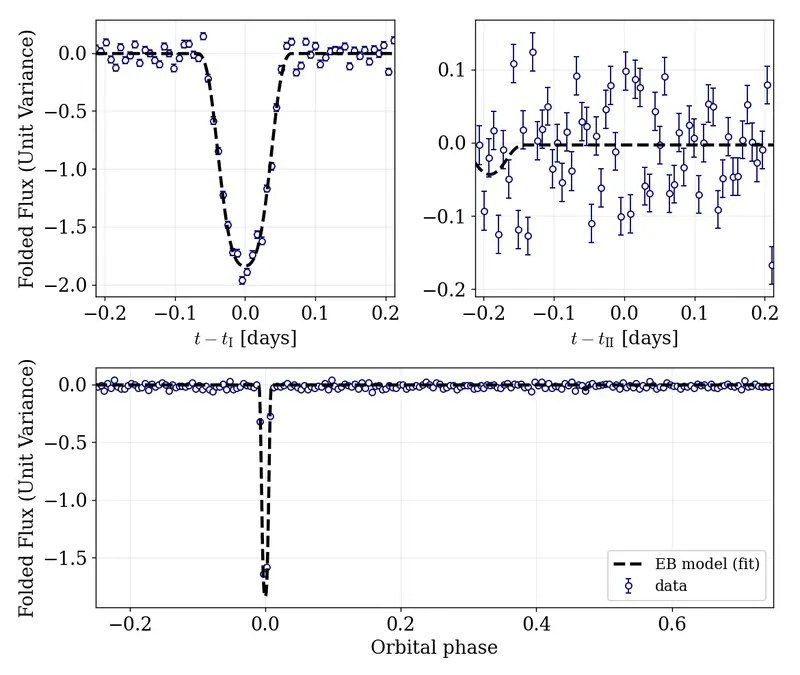 Folded Flux (Unit Variance)
0.0
−0.5
−1.0
−1.5
−2.0
−0.2 −0.1 0.0 0.1 0.2
t − tI [days]
0.1
0.0
−0.1
−0.2
−0.2 −0.1 0.0 0.1 0.2
t − tII [days]
Folded Flux (Unit Variance)
0.0
−0.5
−1.0
−1.5
−0.2 0.0 0.2 0.4 0.6
Orbital phase
EB model (fit)
data